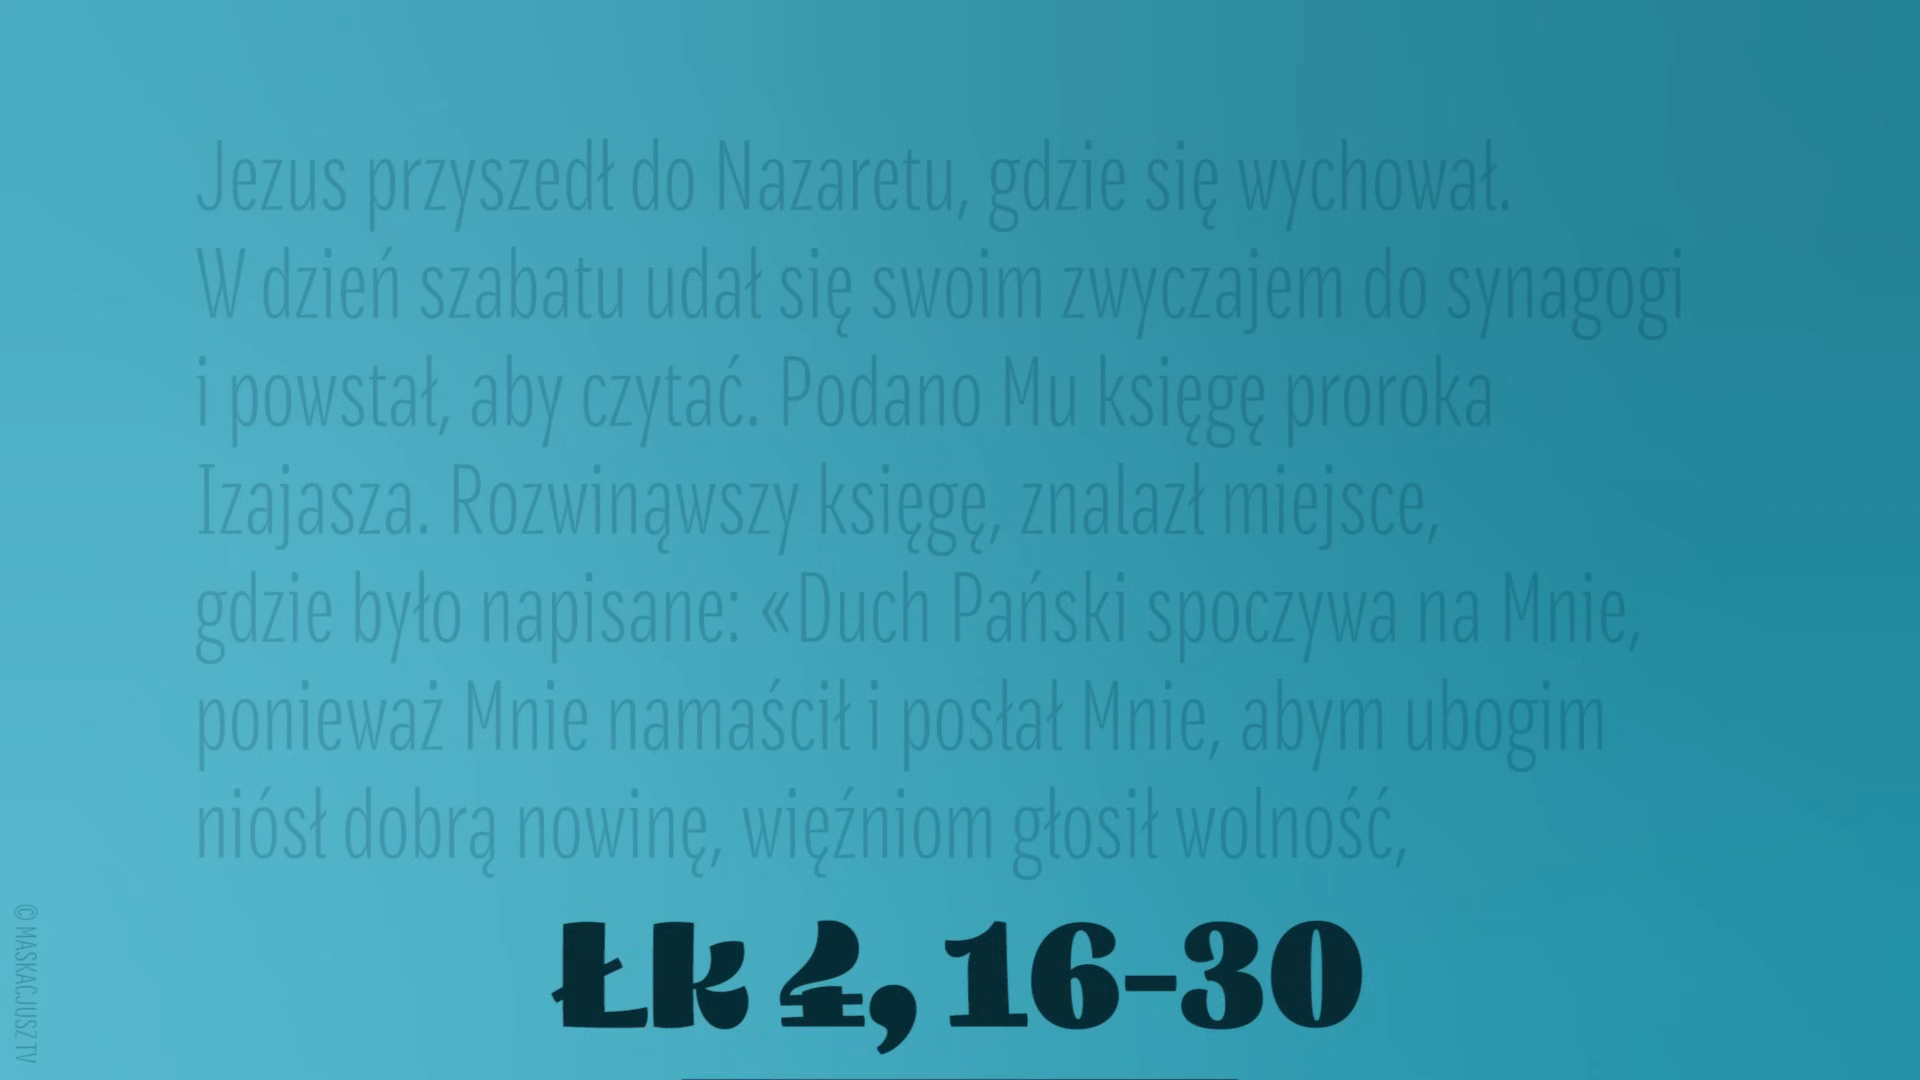 Jezus przyszedł do Nazaretu, gdzie się wychował.
W dzień szabatu udał się swoim zwyczajem do synagogi
i powstał, aby czytać. Podano Mu księgę proroka
Izajasza. Rozwinąwszy księgę, znalazł miejsce,
gdzie było napisane: «Duch Pański spoczywa na Mnie,
ponieważ Mnie namaścił i posłał Mnie, abym ubogim
niósł dobrą nowinę, więźniom głosił wolność,
Łk 4, 16-30
© MASKACJUSZ TV